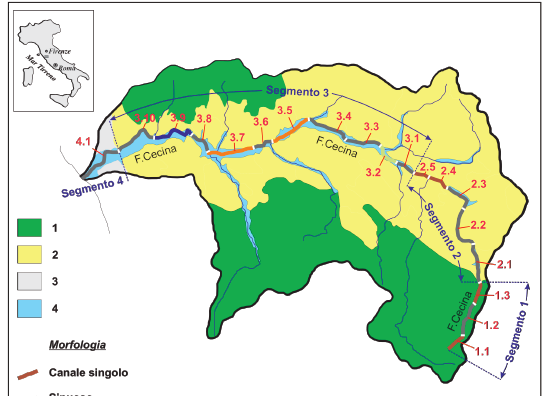 Firenze
Mar Tirreno
Roma
Segmento 3
3.10
3.9
3.8
3.7
3.6
3.5
3.4
3.3
3.1
4.1
F.Cecina
F.Cecina
3.2
2.5
2.4
2.3
Segmento 4
2.2
Segmento 2
2.1
1.3
F.Cecina
1.2
Segmento 1
1.1
1
2
3
4
Morfologia
Canale singolo